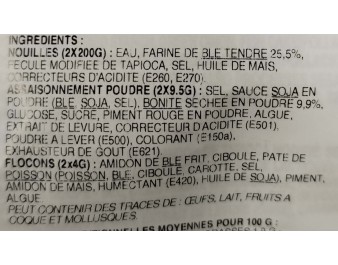 INGRÉDIENTS :
NOUILLES (2X200G) : EAU, FARINE DE BLE TENDRE 25,5%,
FECULE MODIFIEE DE TAPIOCA, SEL, HUILE DE MAIS,
CORRECTEURS D'ACIDITE (E260, E270).
ASSAISONNEMENT POUDRE (2X9.5G) : SEL, SAUCE SOJA EN
POUDRE (BLE, SOJA, SEL), BONITE SECHEE EN POUDRE 9,9%,
GLUCOSE, SUCRE, PIMENT ROUGE EN POUDRE, ALGUE,
EXTRAIT DE LEVURE, CORRECTEUR D'ACIDITE (E501),
POUDRE A LEVER (E500), COLORANT (E150a),
EXHAUSTEUR DE GOUT (E621)
FLOCONS (2x4G) : AMIDON DE BLE FRIT, CIBOULE, PATE DE
POISSON (POISSON, BLE, CIBOULE, CAROTTE, SEL,
AMIDON DE MAIS, HUMECTANT (E420), HUILE DE SOJA), PIMENT,
ALGUE.
PEUT CONTENIR DES TRACES DE : ŒUFS, LAIT, FRUITS A
COQUE ET MOLLUSQUES.
MOYENNES POUR 100 G :